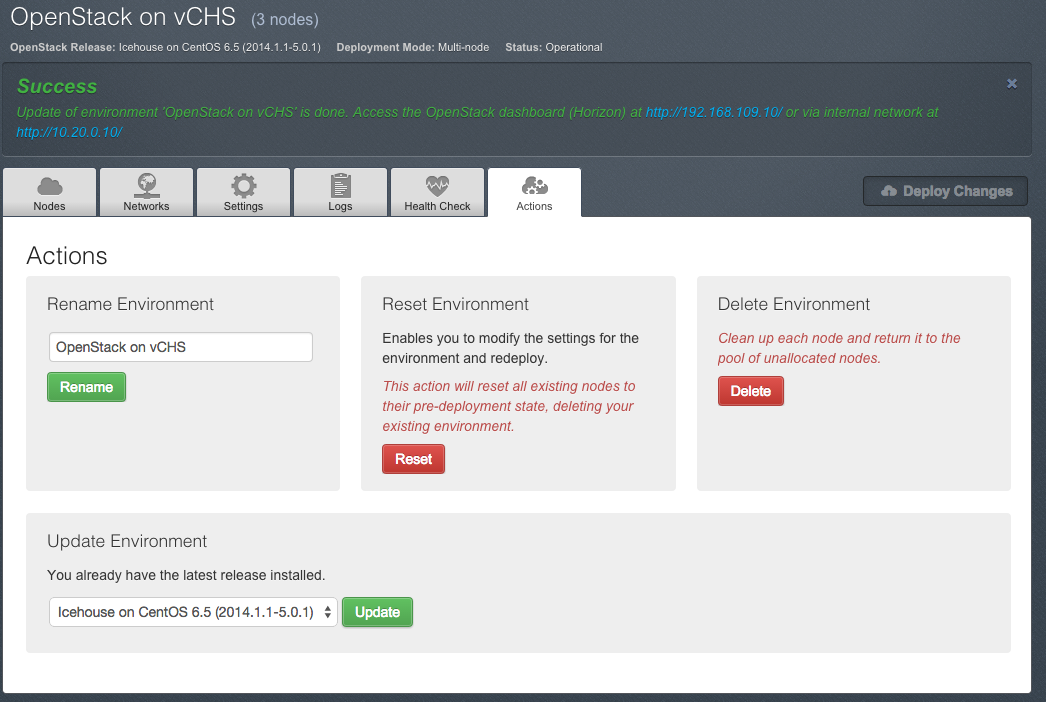 OpenStack on vCHS (3 nodes)
OpenStack Release: Icehouse on CentOS 6.5 (2014.1.1-5.0.1) Deployment Mode: Multi-node Status: Operational
Success
Update of environment 'OpenStack on vCHS' is done. Access the OpenStack dashboard (Horizon) at http://192.168.109.10/ or via internal network at
http://10.20.0.10/
Nodes
Networks
Settings
Logs
Health Check
Actions
Deploy Changes
Actions
Rename Environment
OpenStack on vCHS
Rename
Reset Environment
Enables you to modify the settings for the
environment and redeploy.
This action will reset all existing nodes to
their pre-deployment state, deleting your
existing environment.
Reset
Delete Environment
Clean up each node and return it to the
pool of unallocated nodes.
Delete
Update Environment
You already have the latest release installed.
Icehouse on CentOS 6.5 (2014.1.1-5.0.1)
Update